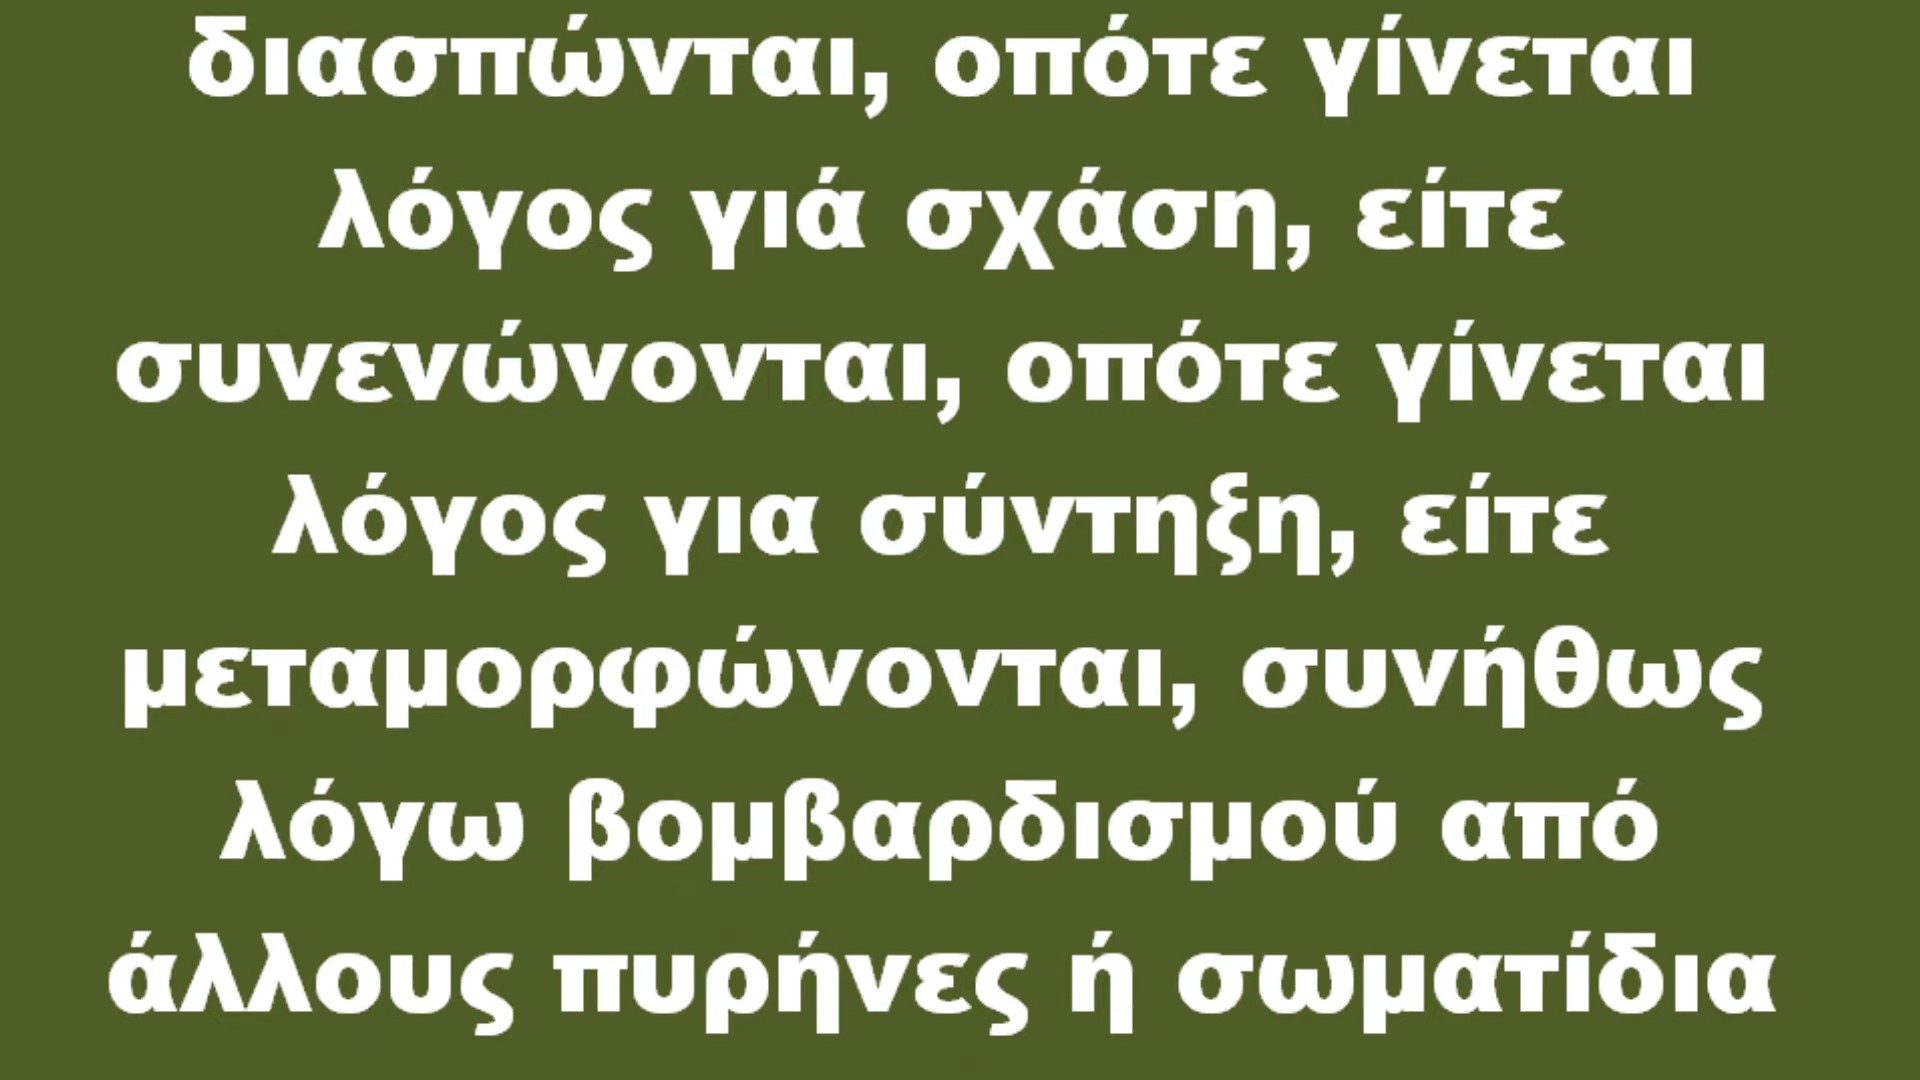 διασπώνται, οπότε γίνεται
λόγος γιά σχάση, είτε
συνενώνονται, οπότε γίνεται
λόγος για σύντηξη, είτε
μεταμορφώνονται, συνήθως
λόγω βομβαρδισμού από
άλλους πυρήνες ή σωματίδια